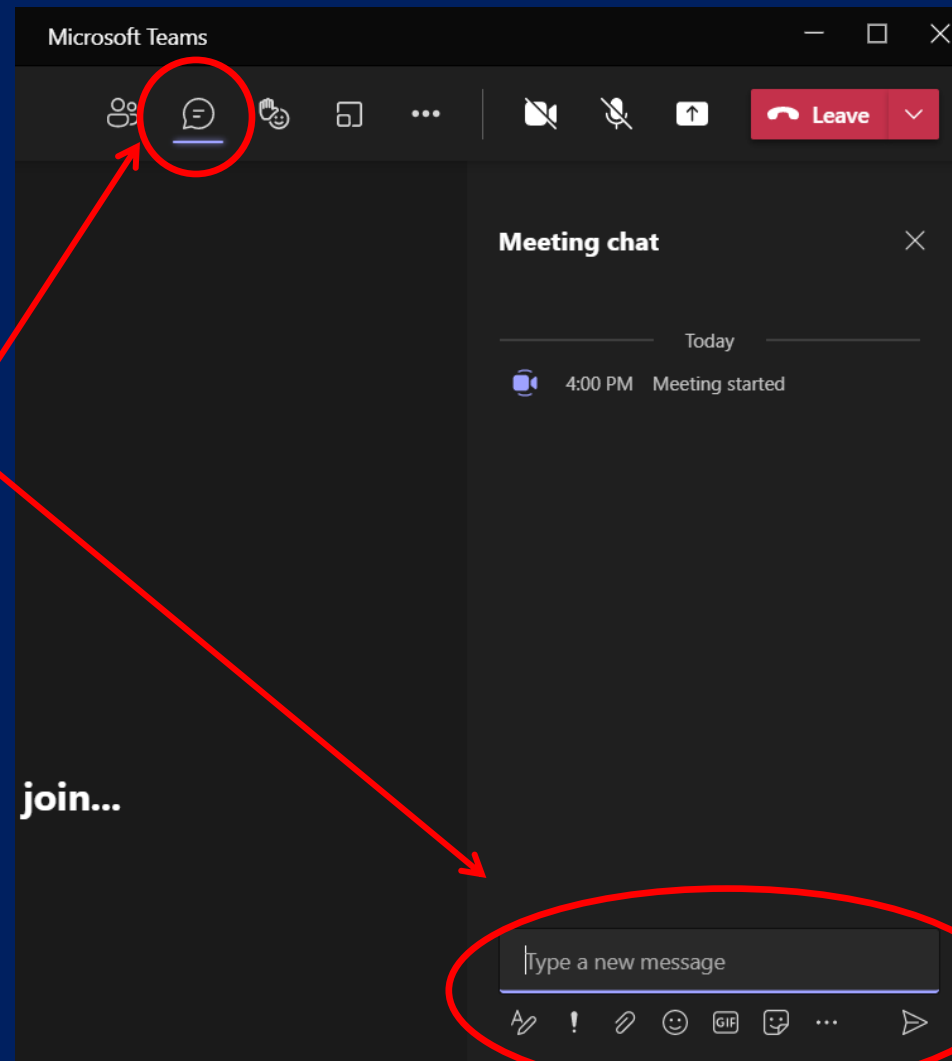 Microsoft Teams
Leave
Meeting chat
Today
4:00 PM Meeting started
join...
Type a new message
GIF